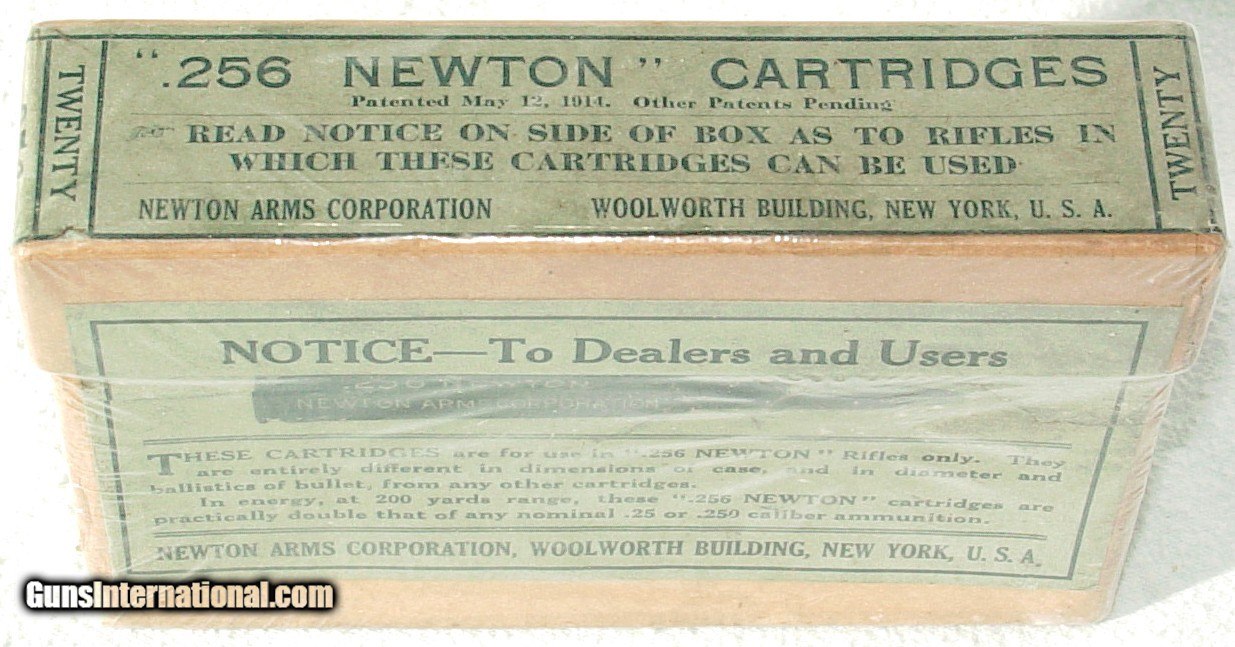 TWENTY
".256 NEWTON" CARTRIDGES
Patented May 12, 1914. Other Patents Pending
READ NOTICE ON SIDE OF BOX AS TO RIFLES IN
WHICH THESE CARTRIDGES CAN BE USED
NEWTON ARMS CORPORATION WOOLWORTH BUILDING, NEW YORK, U. S. A.
TWENTY
NOTICE—To Dealers and Users
.256 NEWTON
NEWTON ARMS CORPORATION
THESE CARTRIDGES are for use in ".256 NEWTON" Rifles only. They
are entirely different in dimensions of case, and in diameter and
ballistics of bullet, from any other cartridges.
In energy, at 200 yards range, these ".256 NEWTON" cartridges are
practically double that of any nominal .25 or .250 caliber ammunition.
NEWTON ARMS CORPORATION, WOOLWORTH BUILDING, NEW YORK, U. S. A.
GunsInternational.com